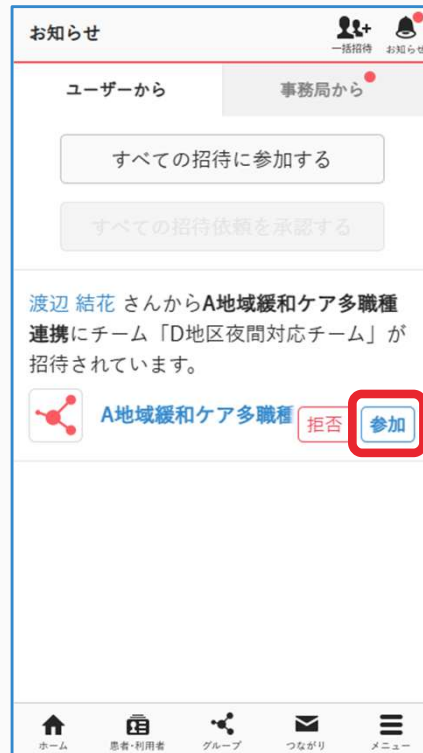 お知らせ
一括招待
お知らせ
ユーザーから
事務局から
すべての招待に参加する
すべての招待依頼を承認する
渡辺 結花 さんからA地域緩和ケア多職種
連携にチーム「D地区夜間対応チーム」が
招待されています。
A地域緩和ケア多職種
拒否
参加
ホーム
患者・利用者
グループ
つながり
メニュー